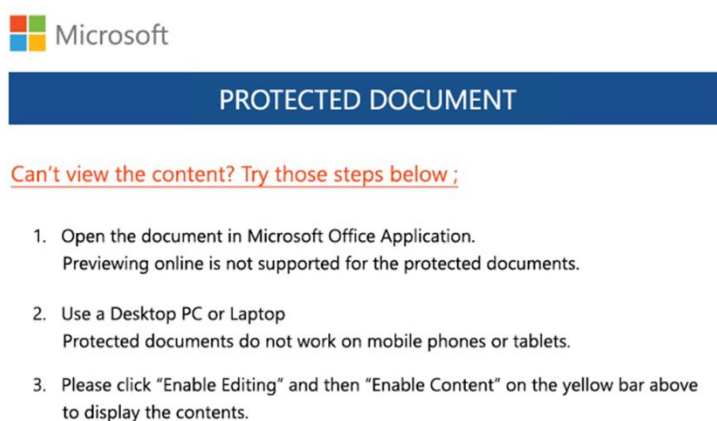 Microsoft
PROTECTED DOCUMENT
Can't view the content? Try those steps below ;
1. Open the document in Microsoft Office Application.
Previewing online is not supported for the protected documents.
2. Use a Desktop PC or Laptop
Protected documents do not work on mobile phones or tablets.
3. Please click “Enable Editing” and then “Enable Content” on the yellow bar above
to display the contents.